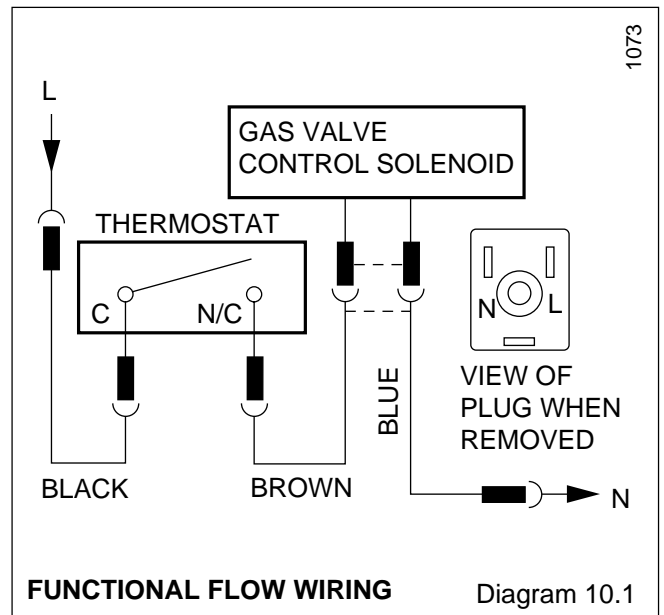 1073
L
GAS VALVE
CONTROL SOLENOID
THERMOSTAT
C
N/C
N
L
BLUE
VIEW OF
PLUG WHEN
REMOVED
BLACK
BROWN
N
FUNCTIONAL FLOW WIRING
Diagram 10.1